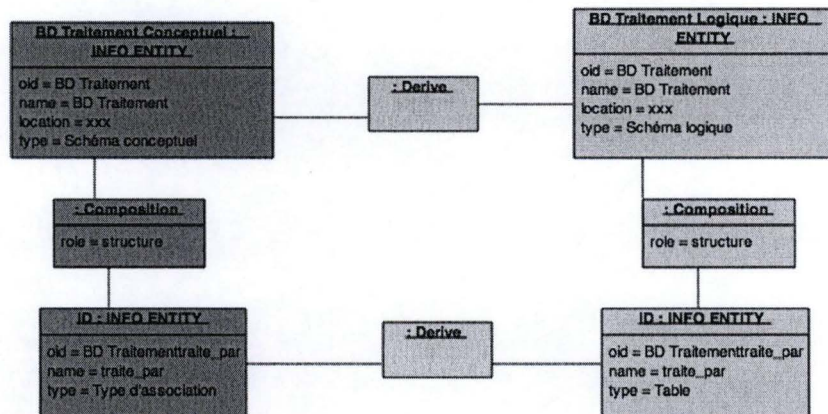 BD Traitement Conceptuel :
INFO ENTITY
oid = BD Traitement
name = BD Traitement
location = xxx
type = Schéma conceptuel
: Derive
BD Traitement Logique : INFO
ENTITY
oid = BD Traitement
name = BD Traitement
location = xxx
type = Schéma logique
: Composition
role = structure
: Composition
role = structure
ID : INFO ENTITY
oid = BD Traitementtraite_par
name = traite_par
type = Type d'association
: Derive
ID : INFO ENTITY
oid = BD Traitementtraite_par
name = traite_par
type = Table